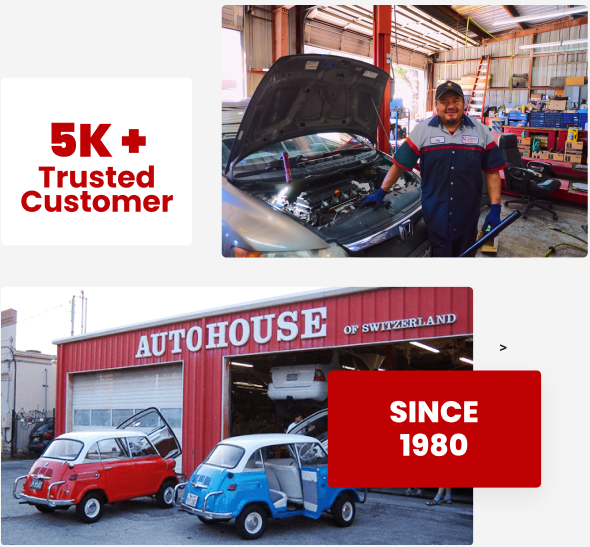 5K +
Trusted
Customer
AUTOHOUSE OF SWITZERLAND
>
SINCE
1980